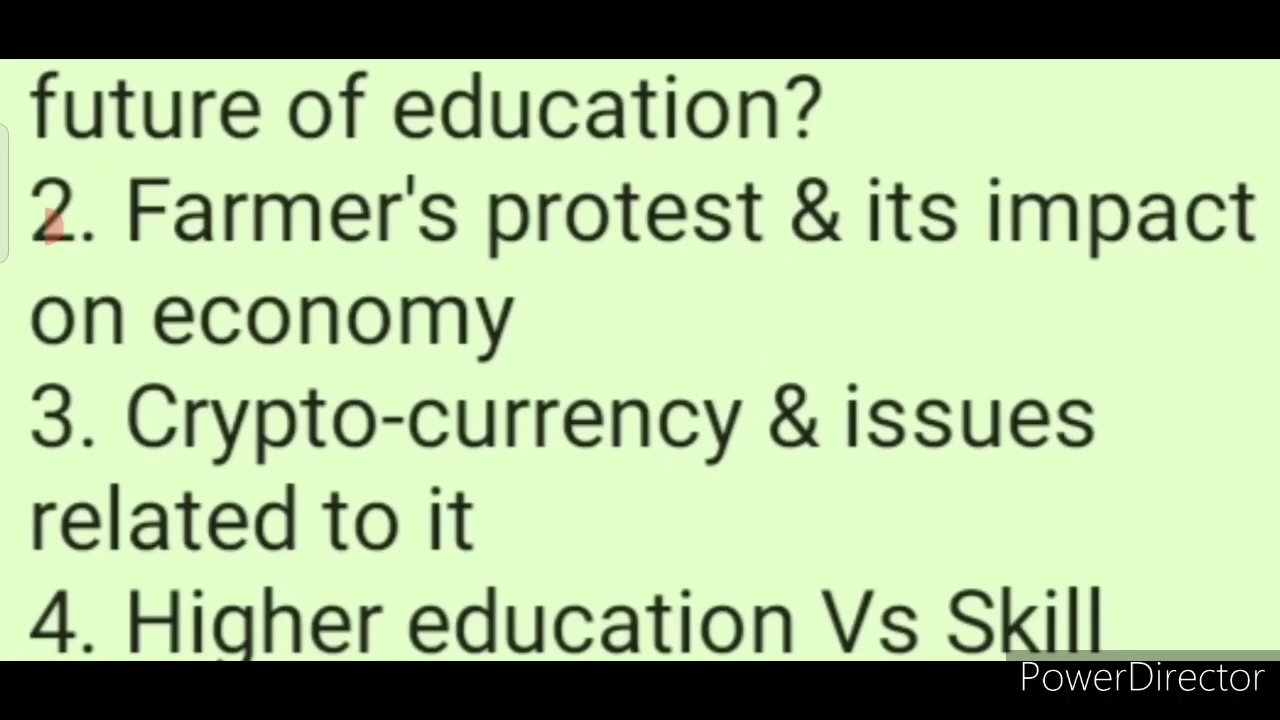 future of education?
2. Farmer's protest & its impact
on economy
3. Crypto-currency & issues
related to it
4. Higher education Vs Skill
PowerDirector